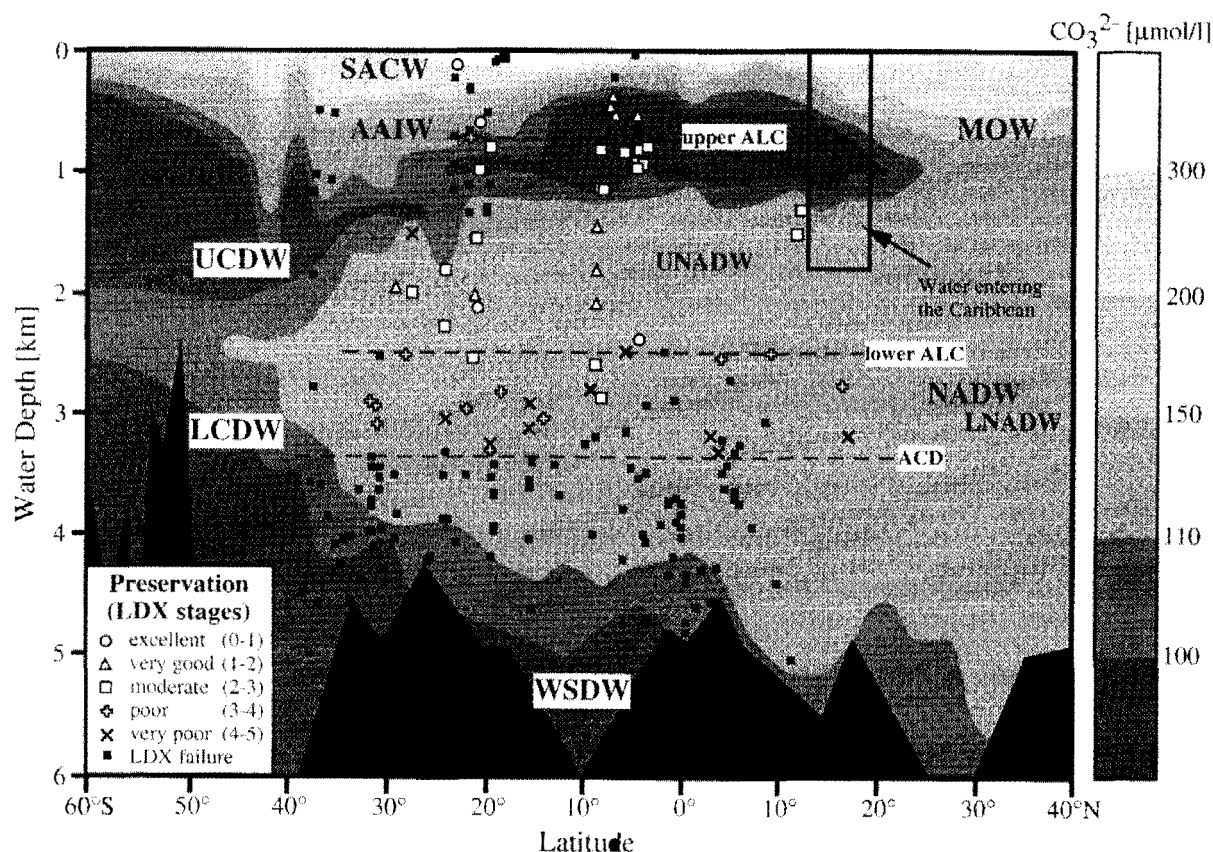 CO₃²⁻ [µmol/l]
0
SACW
AAIW
upper ALC
MOW
1
300
UCDW
UNADW
2
Water entering
the Caribbean
200
lower ALC
NADW
LNADW
3
LCDW
150
ACD
Water Depth [km]
4
110
Preservation
(LDX stages)
excellent (0-1)
very good (1-2)
moderate (2-3)
poor (3-4)
very poor (4-5)
LDX failure
5
100
WSDW
6
60°S 50° 40° 30° 20° 10° 0° 10° 20° 30° 40°N
Latitude